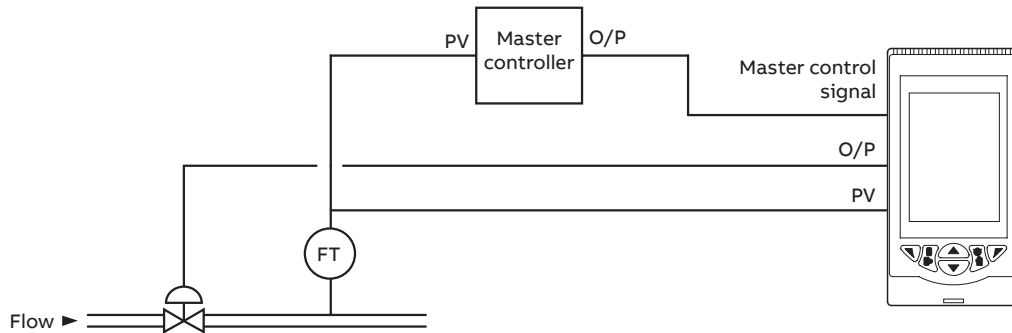 PV
Master
controller
O/P
Master control
signal
O/P
PV
FT
Flow